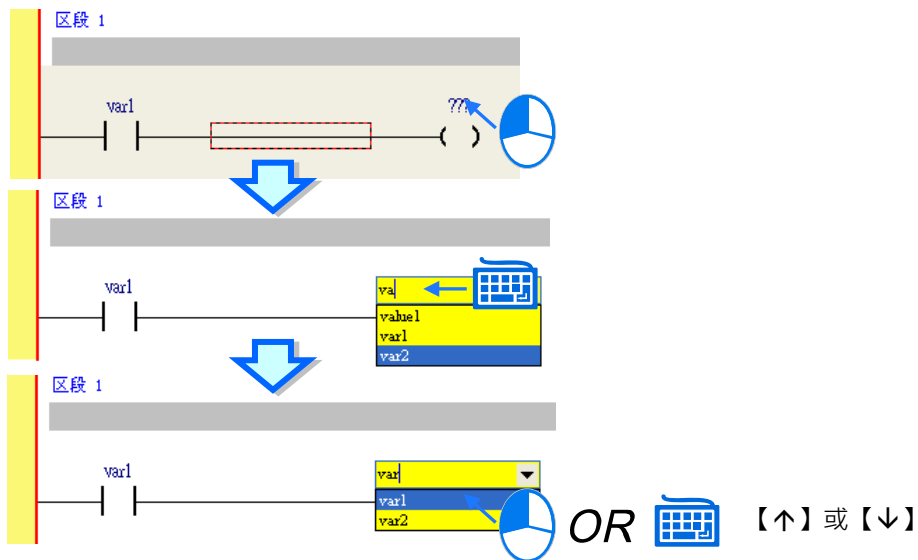 区段 1
var1 ???
区段 1
var1 va
value1
var1
var2
区段 1
var1 var
var1
var2
OR 【↑】或【↓】